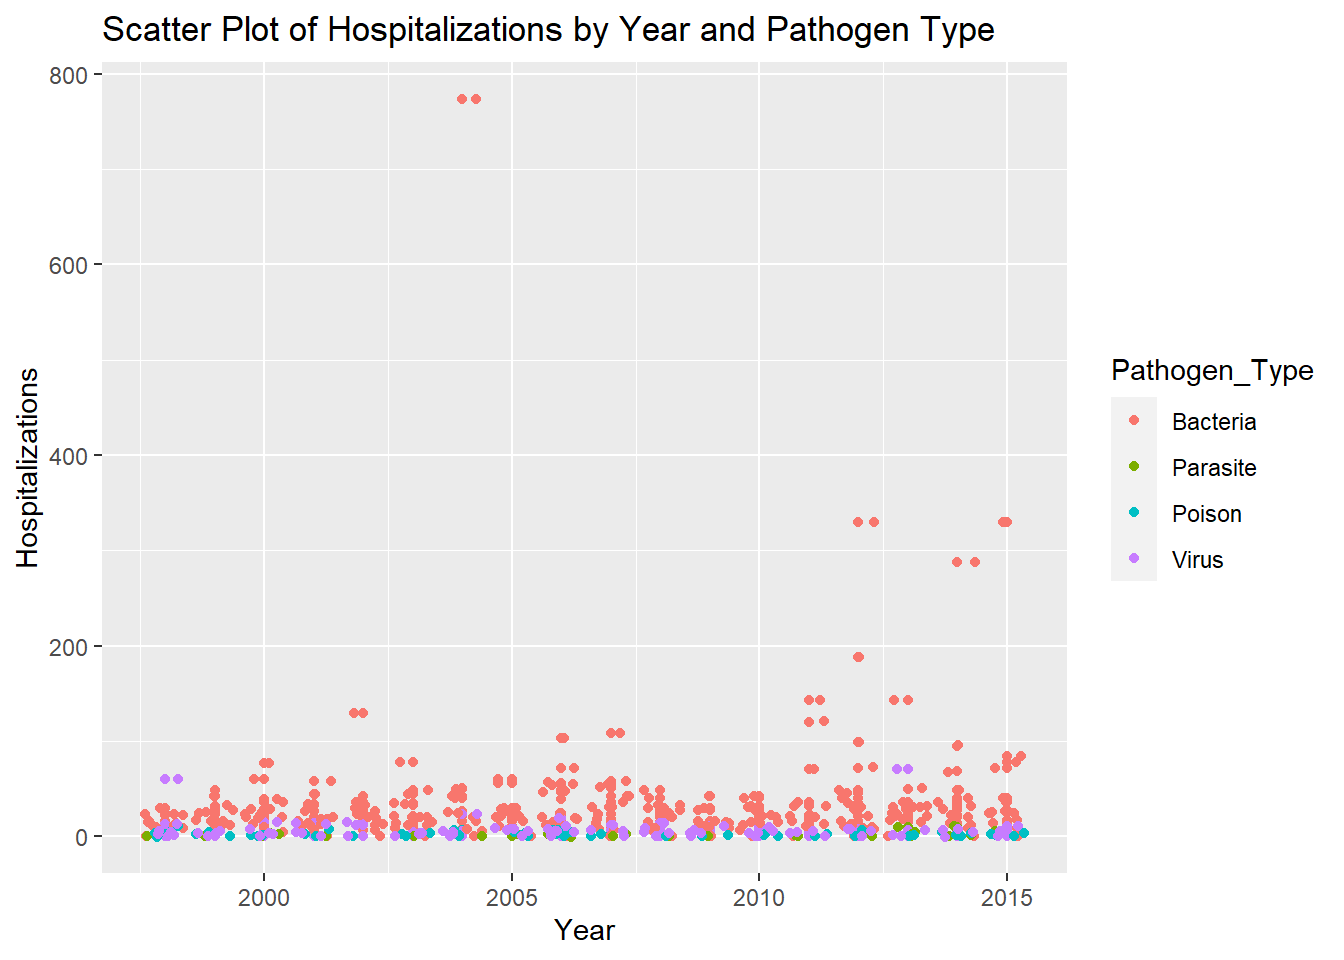 Scatter Plot of Hospitalizations by Year and Pathogen Type
800
600
400
200
0
Hospitalizations
2000 2005 2010 2015
Year
Pathogen_Type
Bacteria
Parasite
Poison
Virus